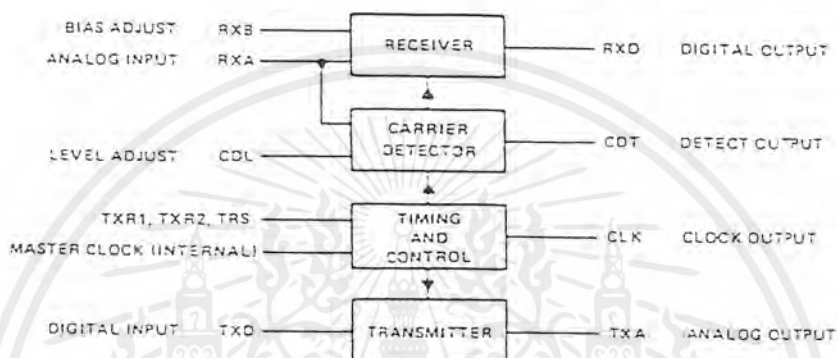 BIAS ADJUST RXB RECEIVER RXD DIGITAL OUTPUT
ANALOG INPUT RXA
CARRIER DETECTOR CDT DETECT OUTPUT
LEVEL ADJUST CDL
TXR1, TXR2, TRS TIMING AND CONTROL CLK CLOCK OUTPUT
MASTER CLOCK (INTERNAL)
DIGITAL INPUT TXD TRANSMITTER TXA ANALOG OUTPUT